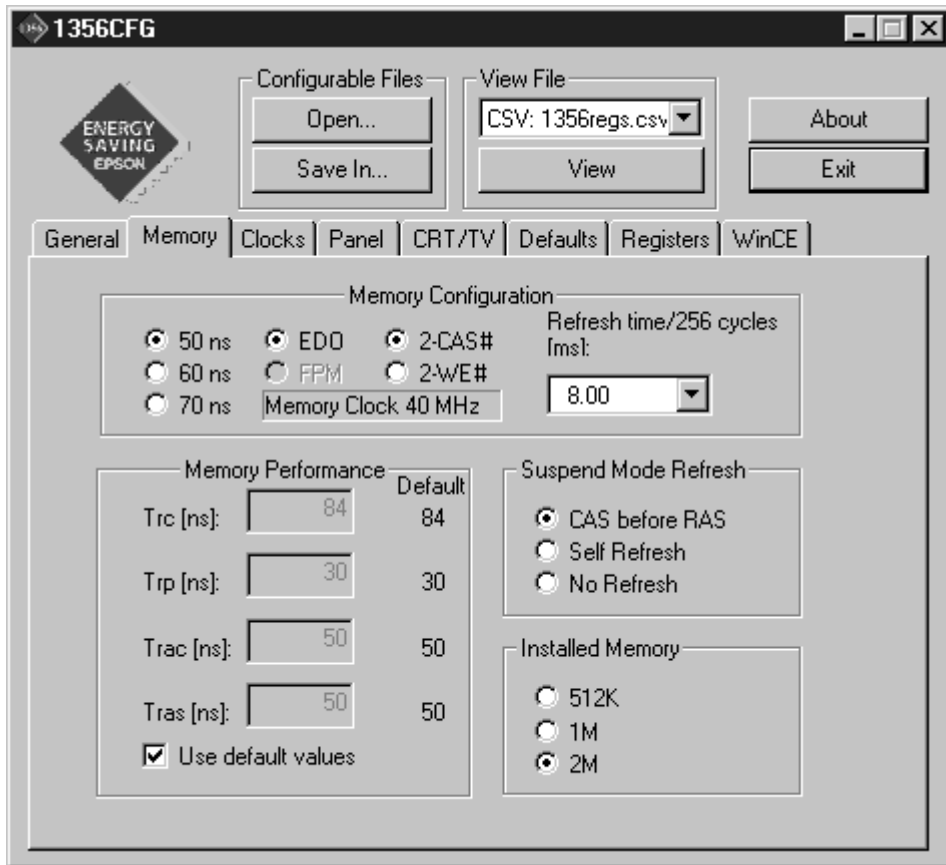 1356CFG
Configurable Files
View File
ENERGY
SAVING
EPSON
Open...
CSV: 1356regs.csv
About
Save In...
View
Exit
General Memory Clocks Panel CRT/TV Defaults Registers WinCE
Memory Configuration
50 ns EDO 2-CAS#
60 ns FPM 2-WE#
70 ns Memory Clock 40 MHz
Refresh time/256 cycles
[ms]:
8.00
Memory Performance
Default
Trc [ns]: 84 84
Trp [ns]: 30 30
Trac [ns]: 50 50
Tras [ns]: 50 50
Use default values
Suspend Mode Refresh
CAS before RAS
Self Refresh
No Refresh
Installed Memory
512K
1M
2M